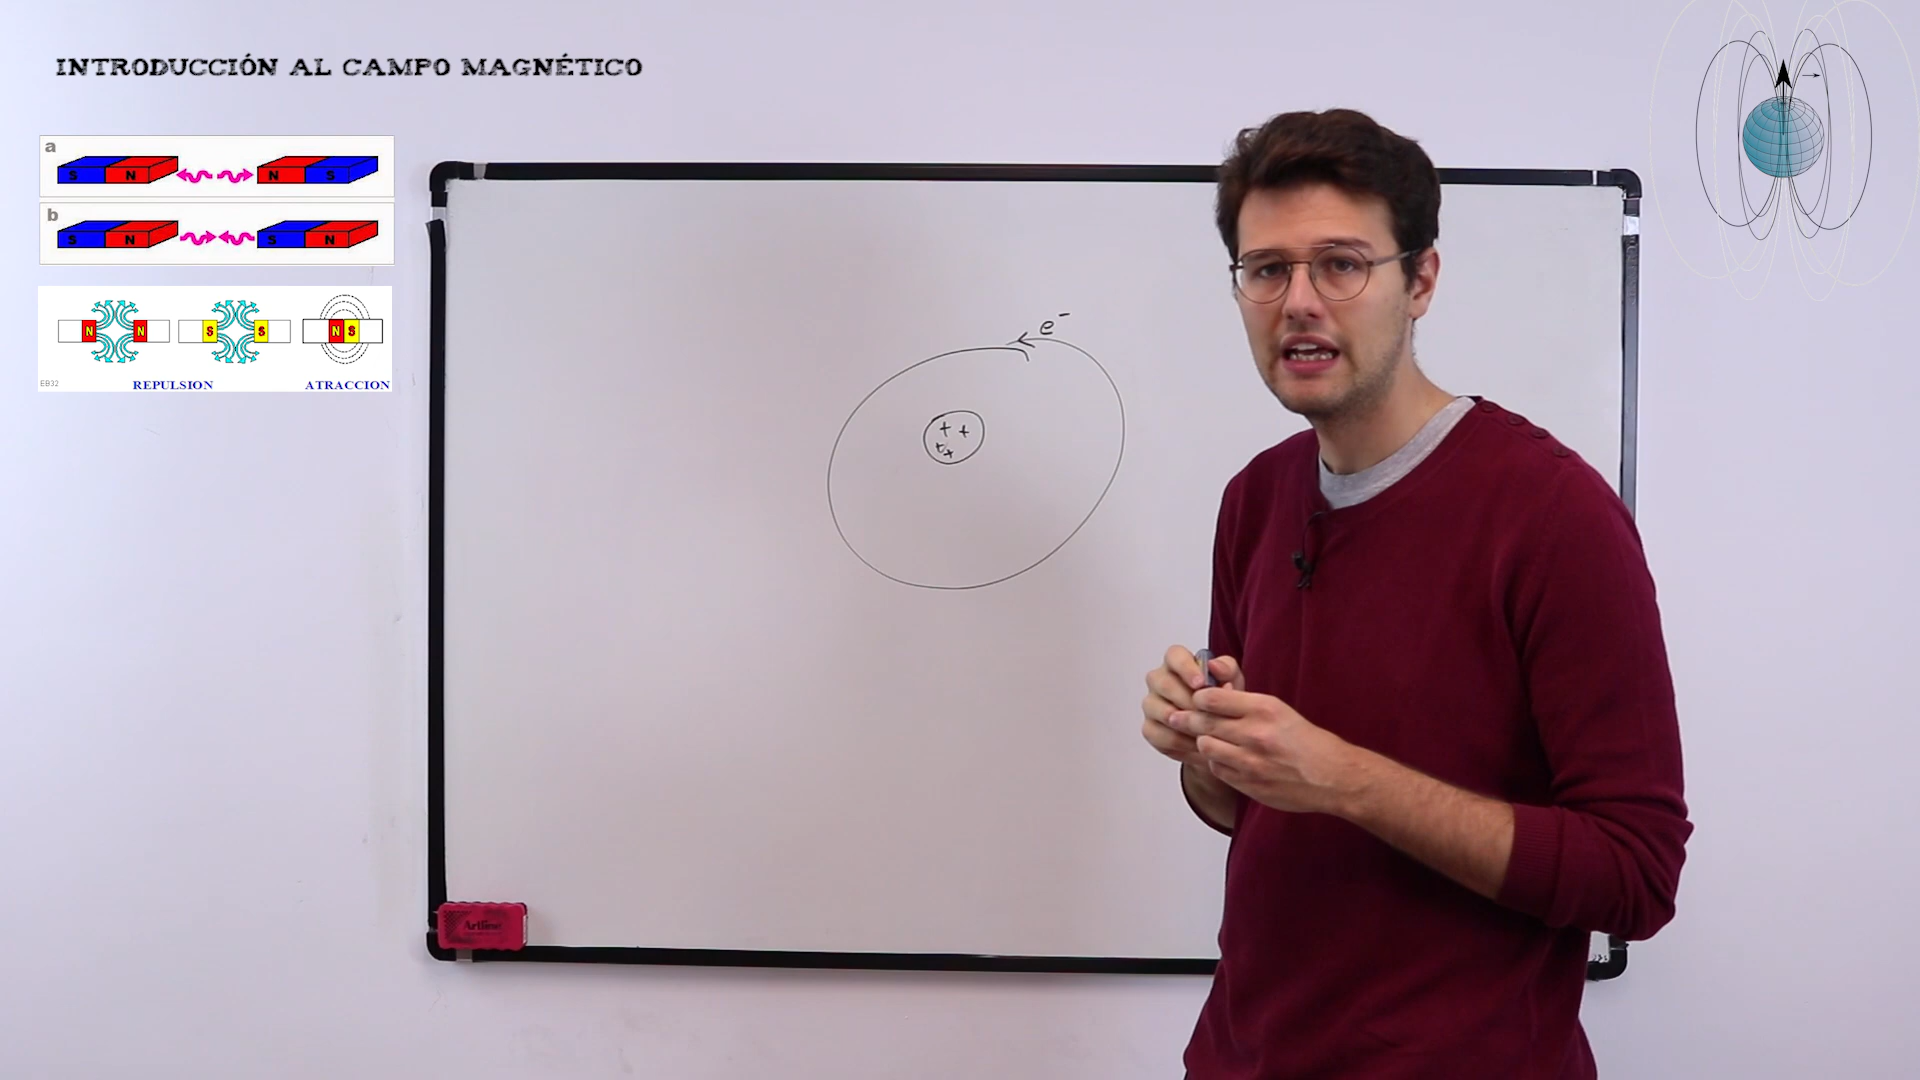 INTRODUCCIÓN AL CAMPO MAGNÉTICO
a
S N N S
b
S N S N
N N S S N S
EB32 REPULSION ATRACCION
e⁻
+ +
+ +
Artline